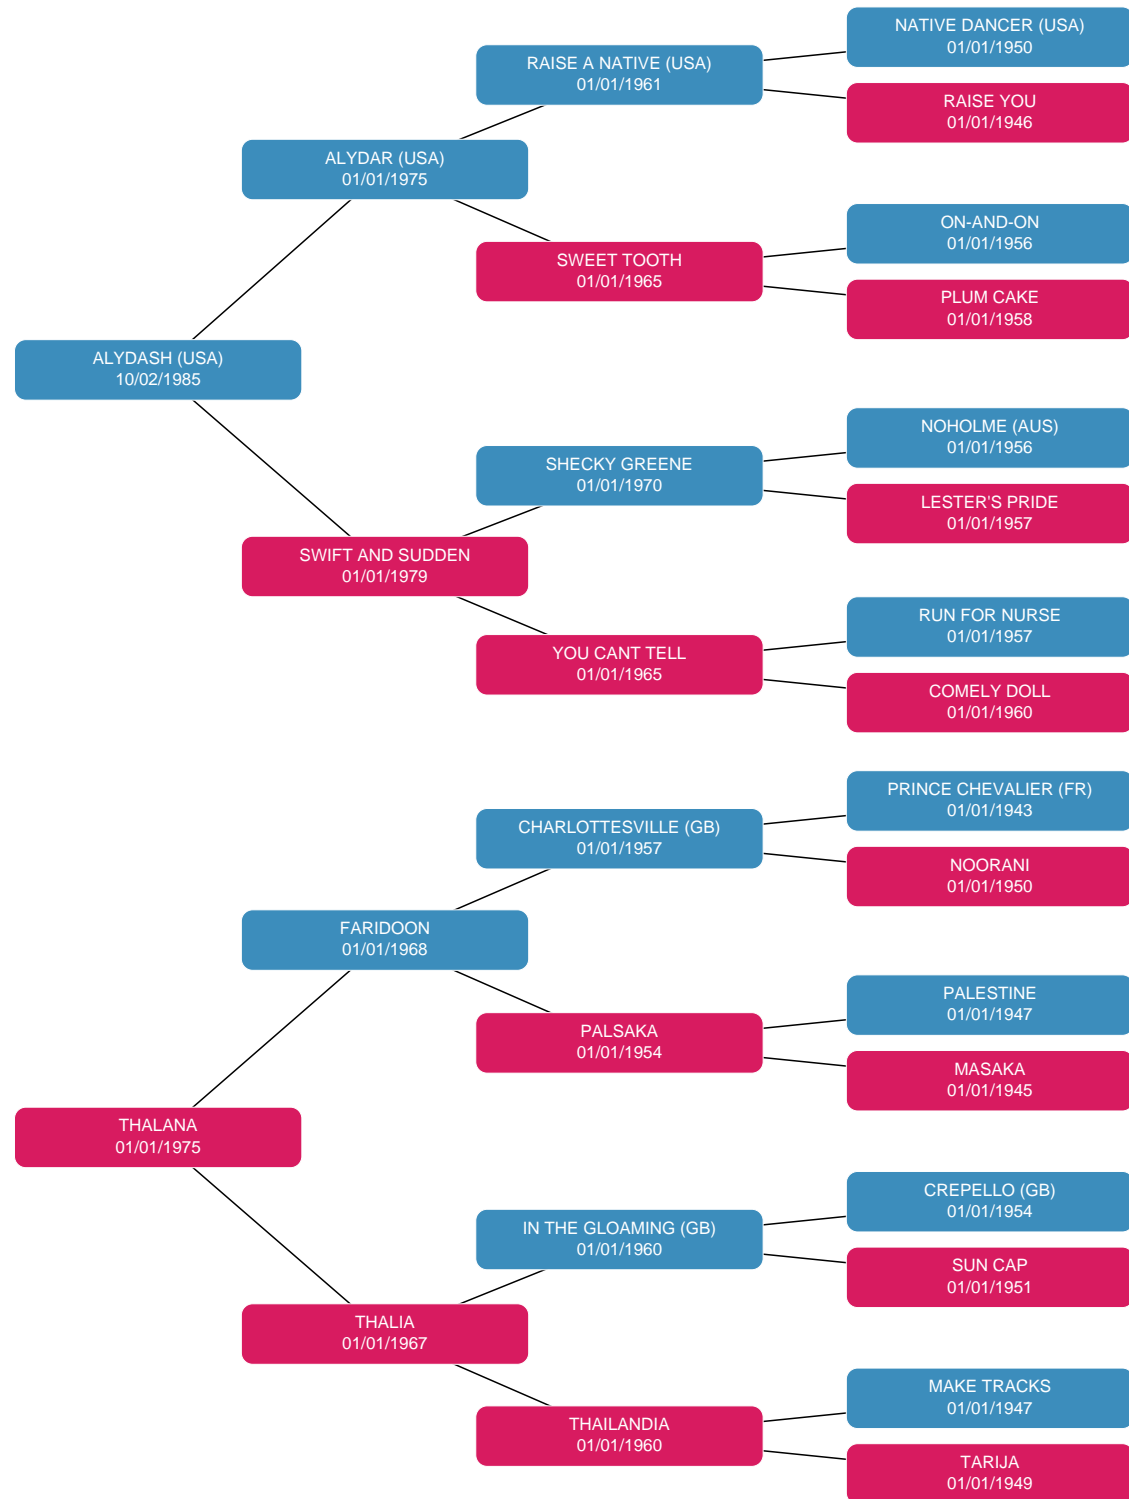 NATIVE DANCER (USA)
01/01/1950
RAISE A NATIVE (USA)
01/01/1961
RAISE YOU
01/01/1946
ALYDAR (USA)
01/01/1975
ON-AND-ON
01/01/1956
SWEET TOOTH
01/01/1965
PLUM CAKE
01/01/1958
ALYDASH (USA)
10/02/1985
NOHOLME (AUS)
01/01/1956
SHECKY GREENE
01/01/1970
LESTER'S PRIDE
01/01/1957
SWIFT AND SUDDEN
01/01/1979
RUN FOR NURSE
01/01/1957
YOU CANT TELL
01/01/1965
COMELY DOLL
01/01/1960
PRINCE CHEVALIER (FR)
01/01/1943
CHARLOTTESVILLE (GB)
01/01/1957
NOORANI
01/01/1950
FARIDOON
01/01/1968
PALESTINE
01/01/1947
PALSAKA
01/01/1954
MASAKA
01/01/1945
THALANA
01/01/1975
CREPELLO (GB)
01/01/1954
IN THE GLOAMING (GB)
01/01/1960
SUN CAP
01/01/1951
THALIA
01/01/1967
MAKE TRACKS
01/01/1947
THAILANDIA
01/01/1960
TARIJA
01/01/1949